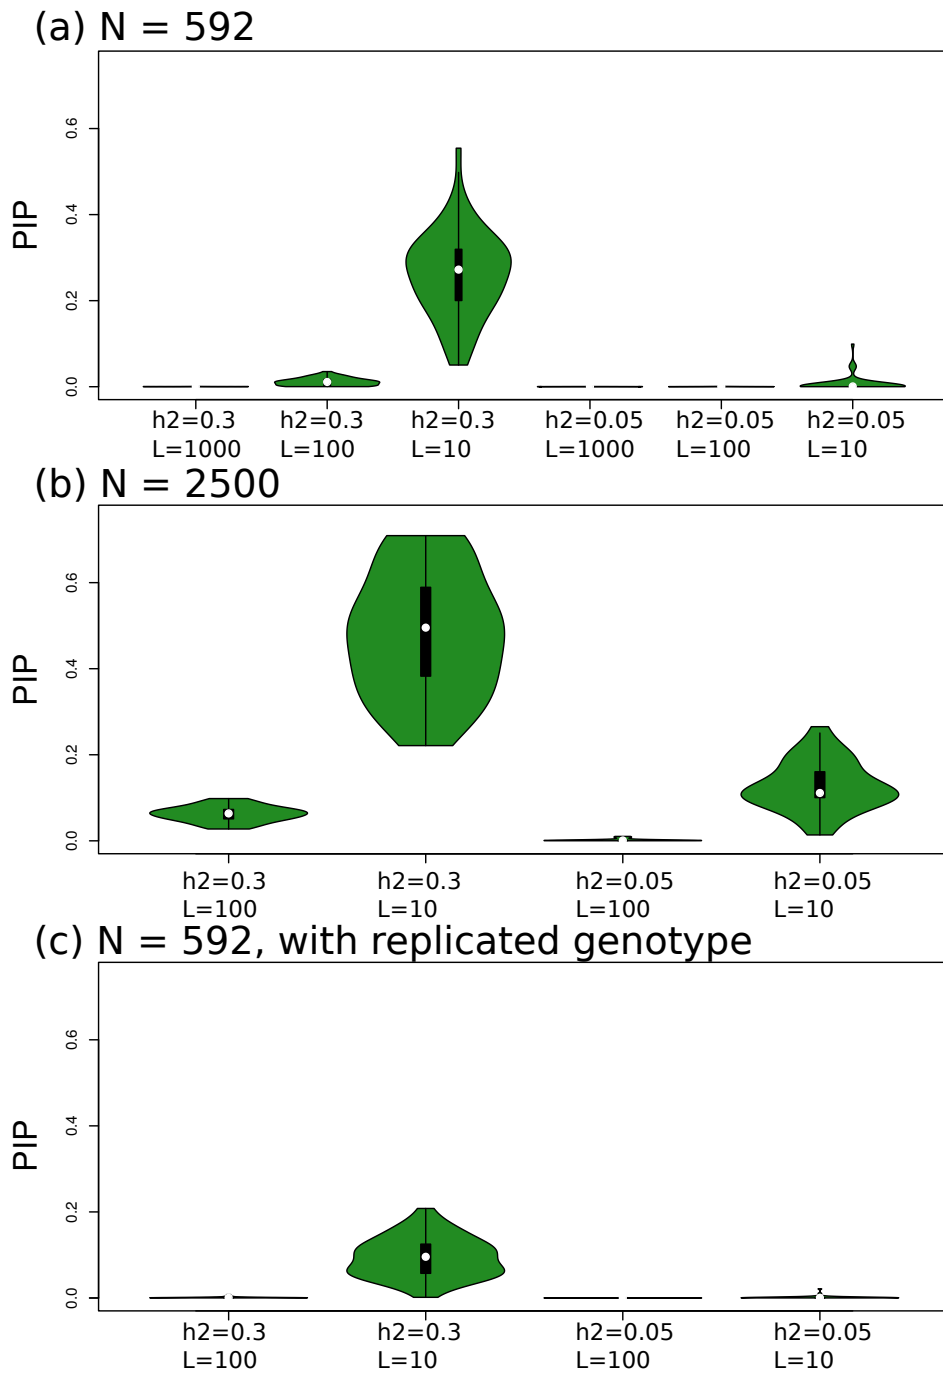 (a) N = 592
PIP
0.6
0.4
0.2
0.0
h2=0.3 h2=0.3 h2=0.3 h2=0.05 h2=0.05 h2=0.05
L=1000 L=100 L=10 L=1000 L=100 L=10
(b) N = 2500
PIP
0.6
0.4
0.2
0.0
h2=0.3 h2=0.3 h2=0.05 h2=0.05
L=100 L=10 L=100 L=10
(c) N = 592, with replicated genotype
PIP
0.6
0.4
0.2
0.0
h2=0.3 h2=0.3 h2=0.05 h2=0.05
L=100 L=10 L=100 L=10